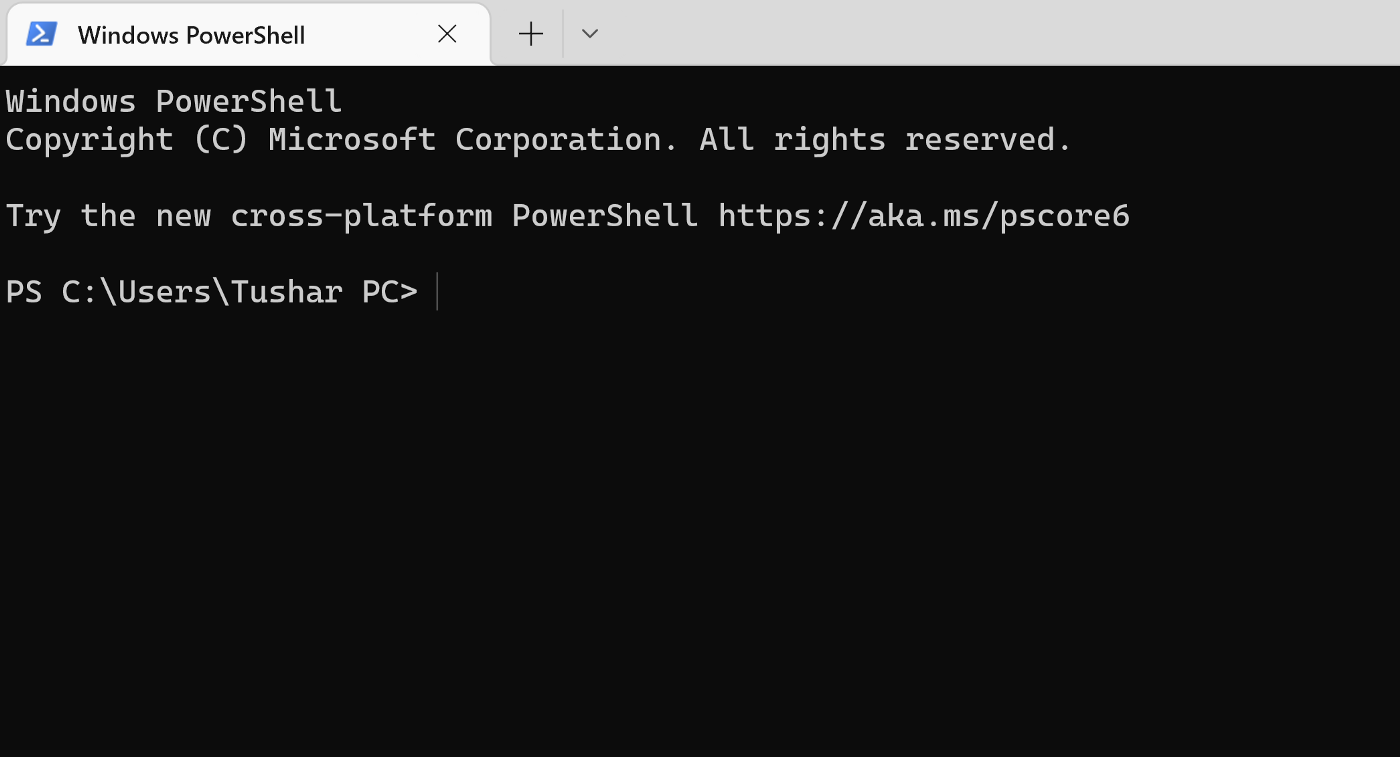 Windows PowerShell
Windows PowerShell
Copyright (C) Microsoft Corporation. All rights reserved.
Try the new cross-platform PowerShell https://aka.ms/pscore6
PS C:\Users\Tushar PC>